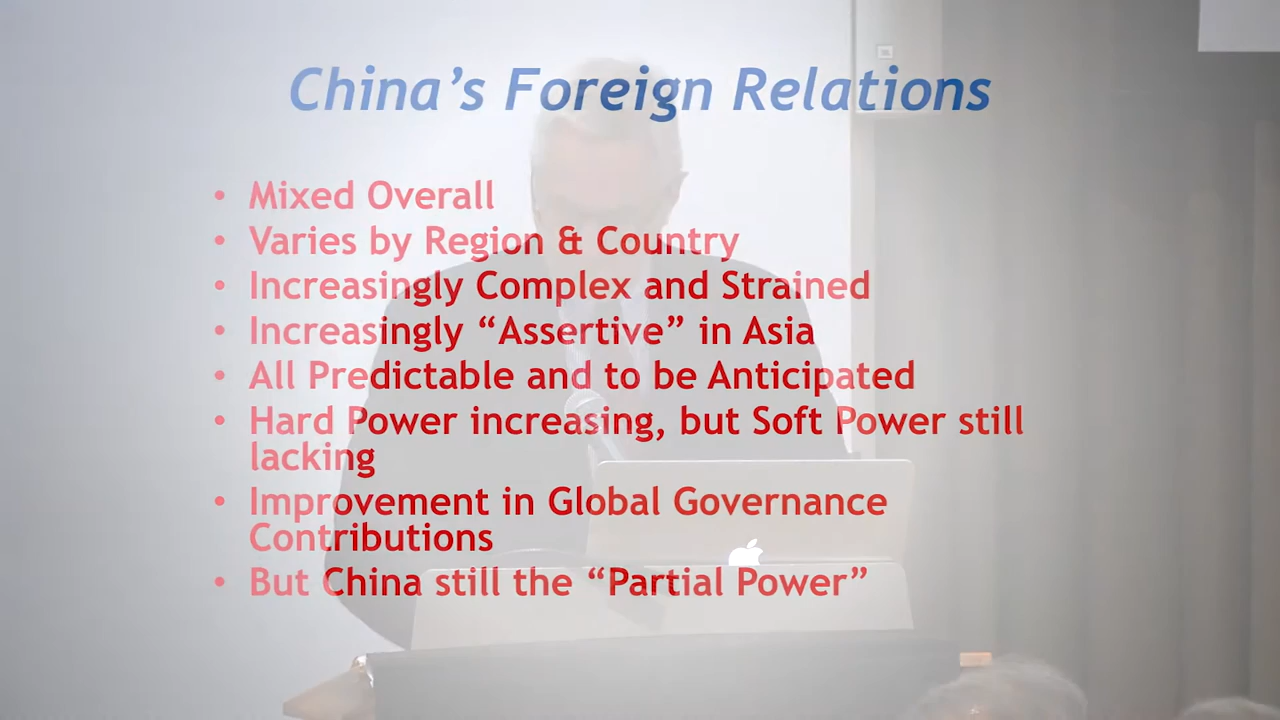 China’s Foreign Relations
• Mixed Overall
• Varies by Region & Country
• Increasingly Complex and Strained
• Increasingly “Assertive” in Asia
• All Predictable and to be Anticipated
• Hard Power increasing, but Soft Power still
lacking
• Improvement in Global Governance
Contributions
• But China still the “Partial Power”